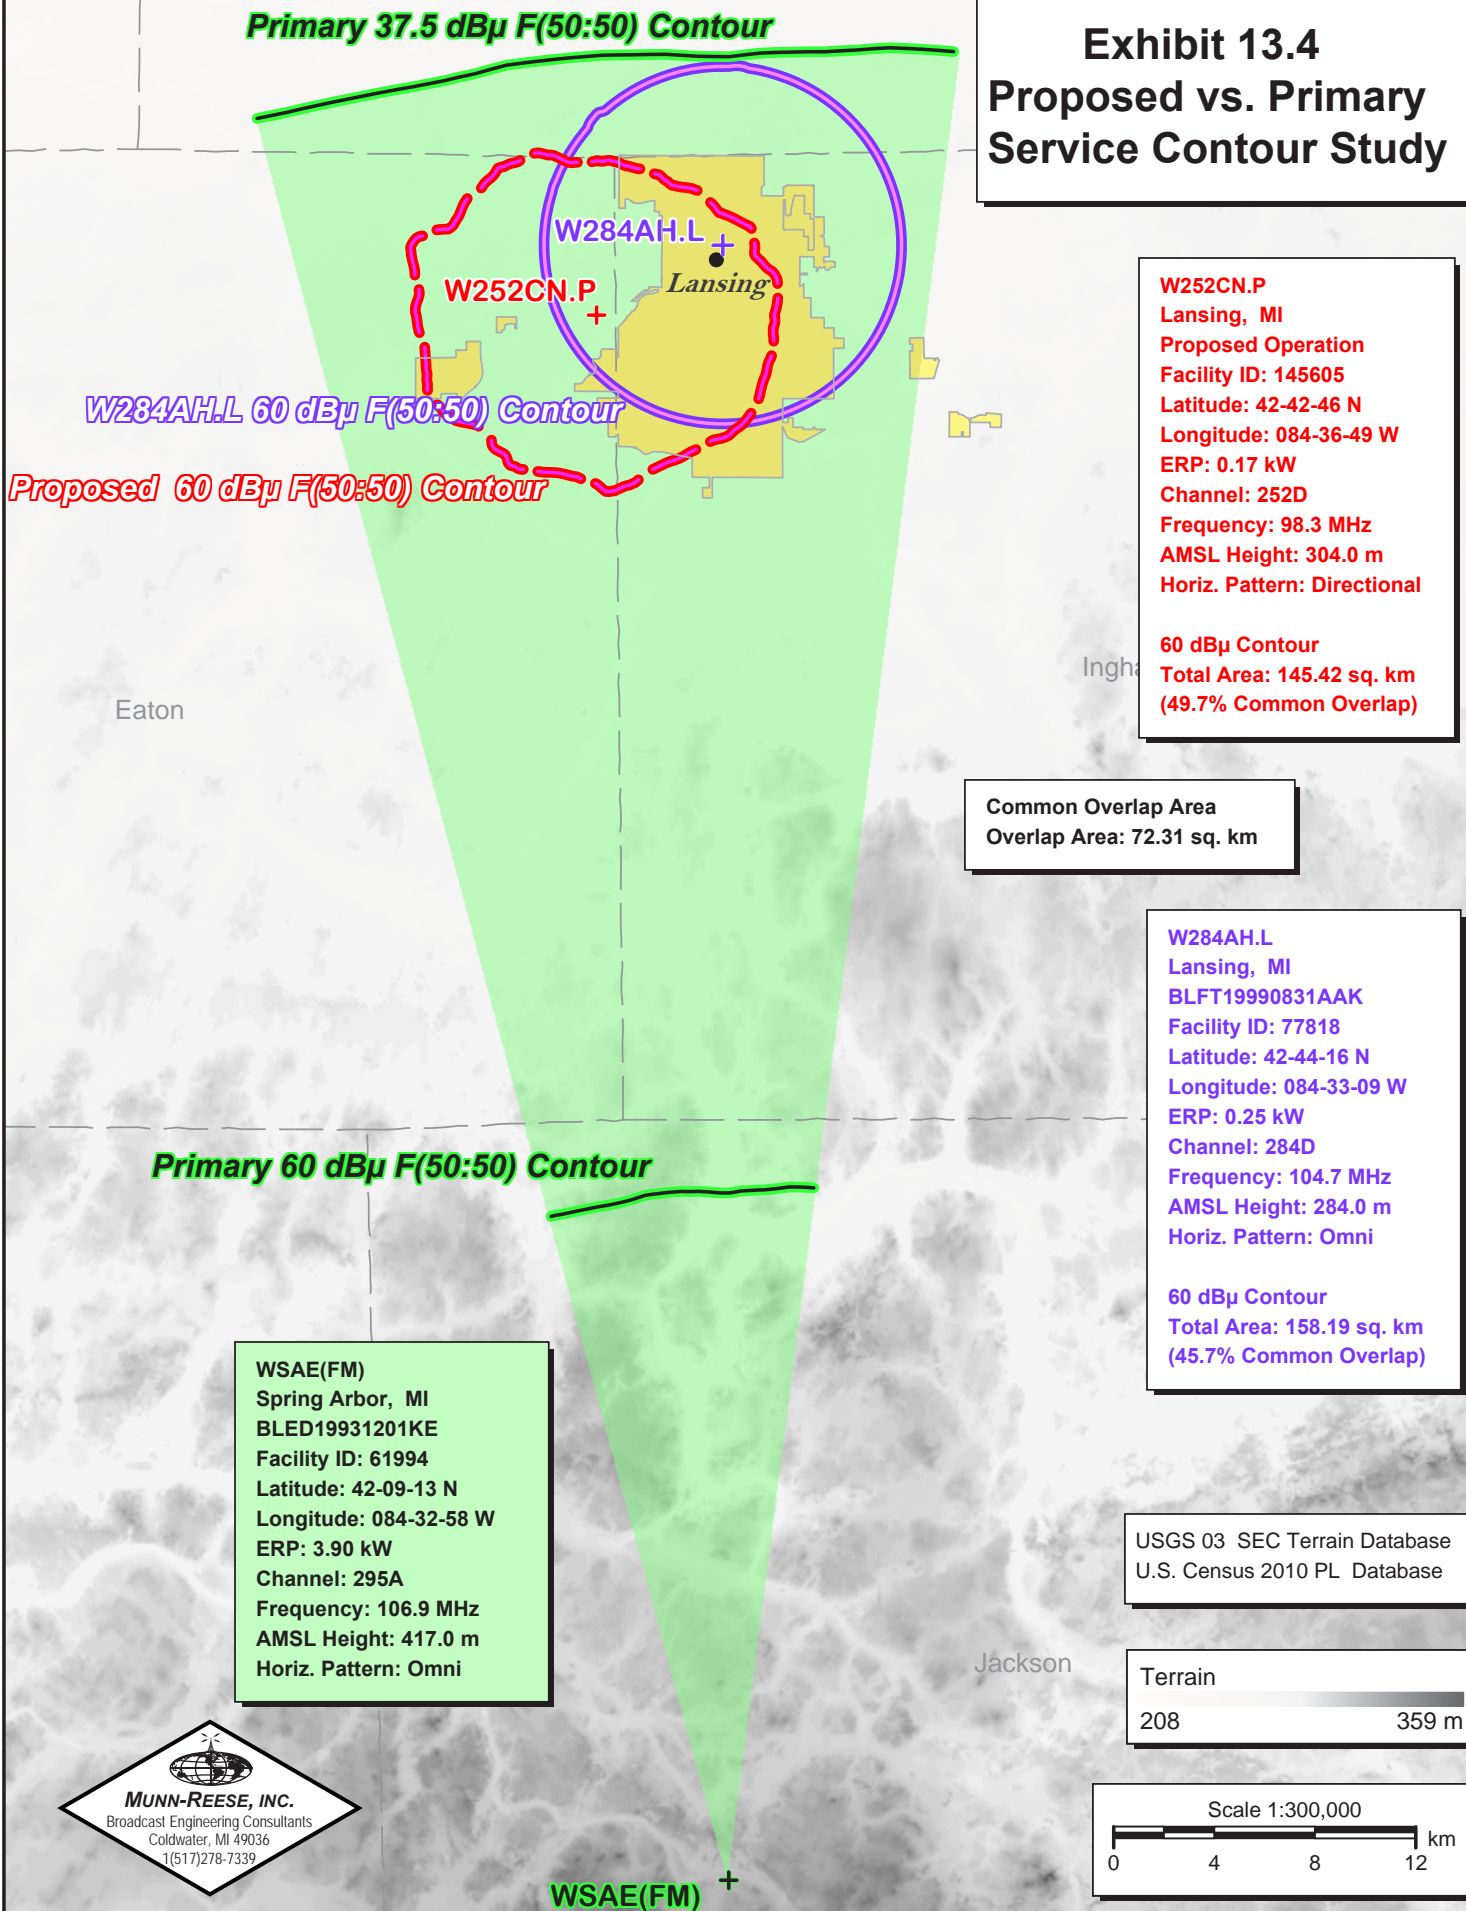 Primary 37.5 dBµ F(50:50) Contour
Exhibit 13.4
Proposed vs. Primary
Service Contour Study
W284AH.L
Lansing
W252CN.P
W284AH.L 60 dBµ F(50:50) Contour
Proposed 60 dBµ F(50:50) Contour
W252CN.P
Lansing, MI
Proposed Operation
Facility ID: 145605
Latitude: 42-42-46 N
Longitude: 084-36-49 W
ERP: 0.17 kW
Channel: 252D
Frequency: 98.3 MHz
AMSL Height: 304.0 m
Horiz. Pattern: Directional
60 dBµ Contour
Total Area: 145.42 sq. km
(49.7% Common Overlap)
Eaton
Common Overlap Area
Overlap Area: 72.31 sq. km
W284AH.L
Lansing, MI
BLFT19990831AAK
Facility ID: 77818
Latitude: 42-44-16 N
Longitude: 084-33-09 W
ERP: 0.25 kW
Channel: 284D
Frequency: 104.7 MHz
AMSL Height: 284.0 m
Horiz. Pattern: Omni
60 dBµ Contour
Total Area: 158.19 sq. km
(45.7% Common Overlap)
Primary 60 dBµ F(50:50) Contour
WSAE(FM)
Spring Arbor, MI
BLED19931201KE
Facility ID: 61994
Latitude: 42-09-13 N
Longitude: 084-32-58 W
ERP: 3.90 kW
Channel: 295A
Frequency: 106.9 MHz
AMSL Height: 417.0 m
Horiz. Pattern: Omni
USGS 03 SEC Terrain Database
U.S. Census 2010 PL Database
Jackson
Terrain
208 359 m
MUNN-REESE, INC.
Broadcast Engineering Consultants
Coldwater, MI 49036
1(517)278-7339
Scale 1:300,000
km
0 4 8 12
WSAE(FM)